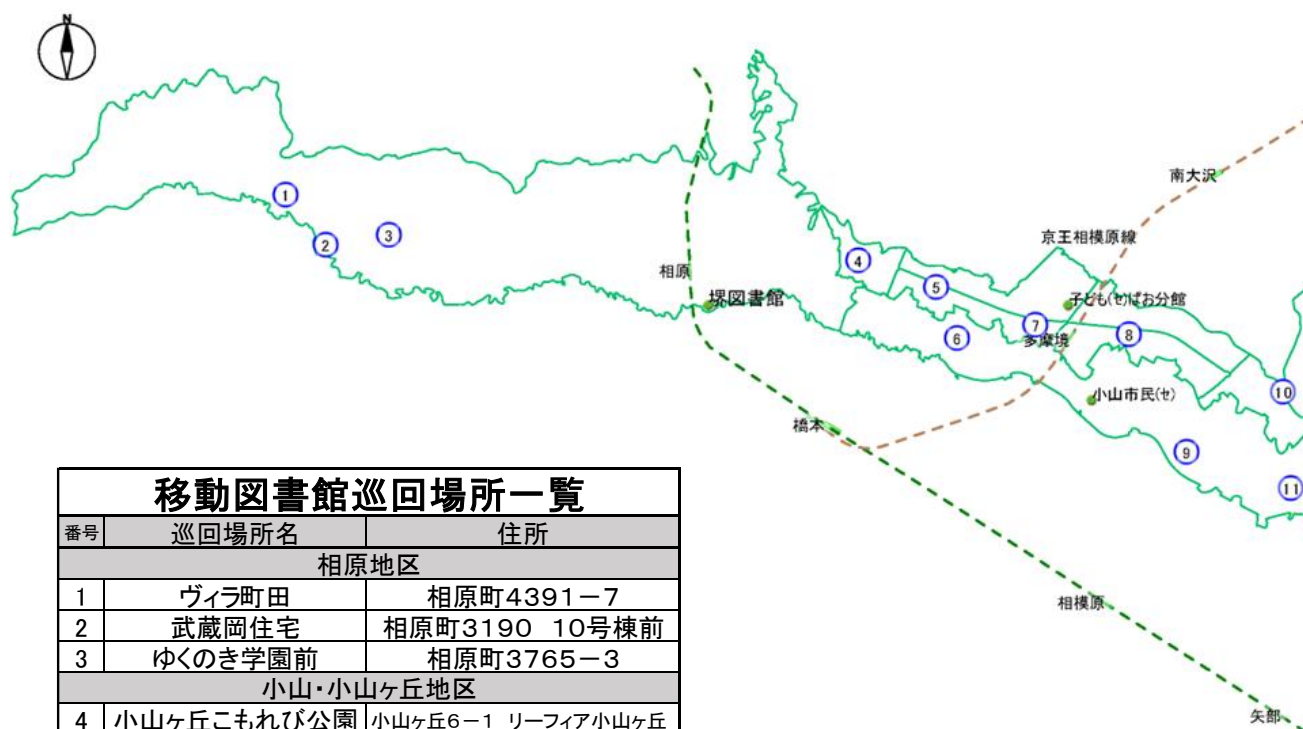 N
南大沢
京王相模原線
1
2
3
4
相原
5
堺図書館
子ども(セ)ぱお分館
7
多摩境
8
6
10
小山市民(セ)
橋本
9
11
相模原
矢部
移動図書館巡回場所一覧
番号 巡回場所名 住所
相原地区
1 ヴィラ町田 相原町4391－7
2 武蔵岡住宅 相原町3190 10号棟前
3 ゆくのき学園前 相原町3765－3
小山・小山ヶ丘地区
4 小山ヶ丘こもれび公園 小山ヶ丘6－1 リーフィア小山ヶ丘